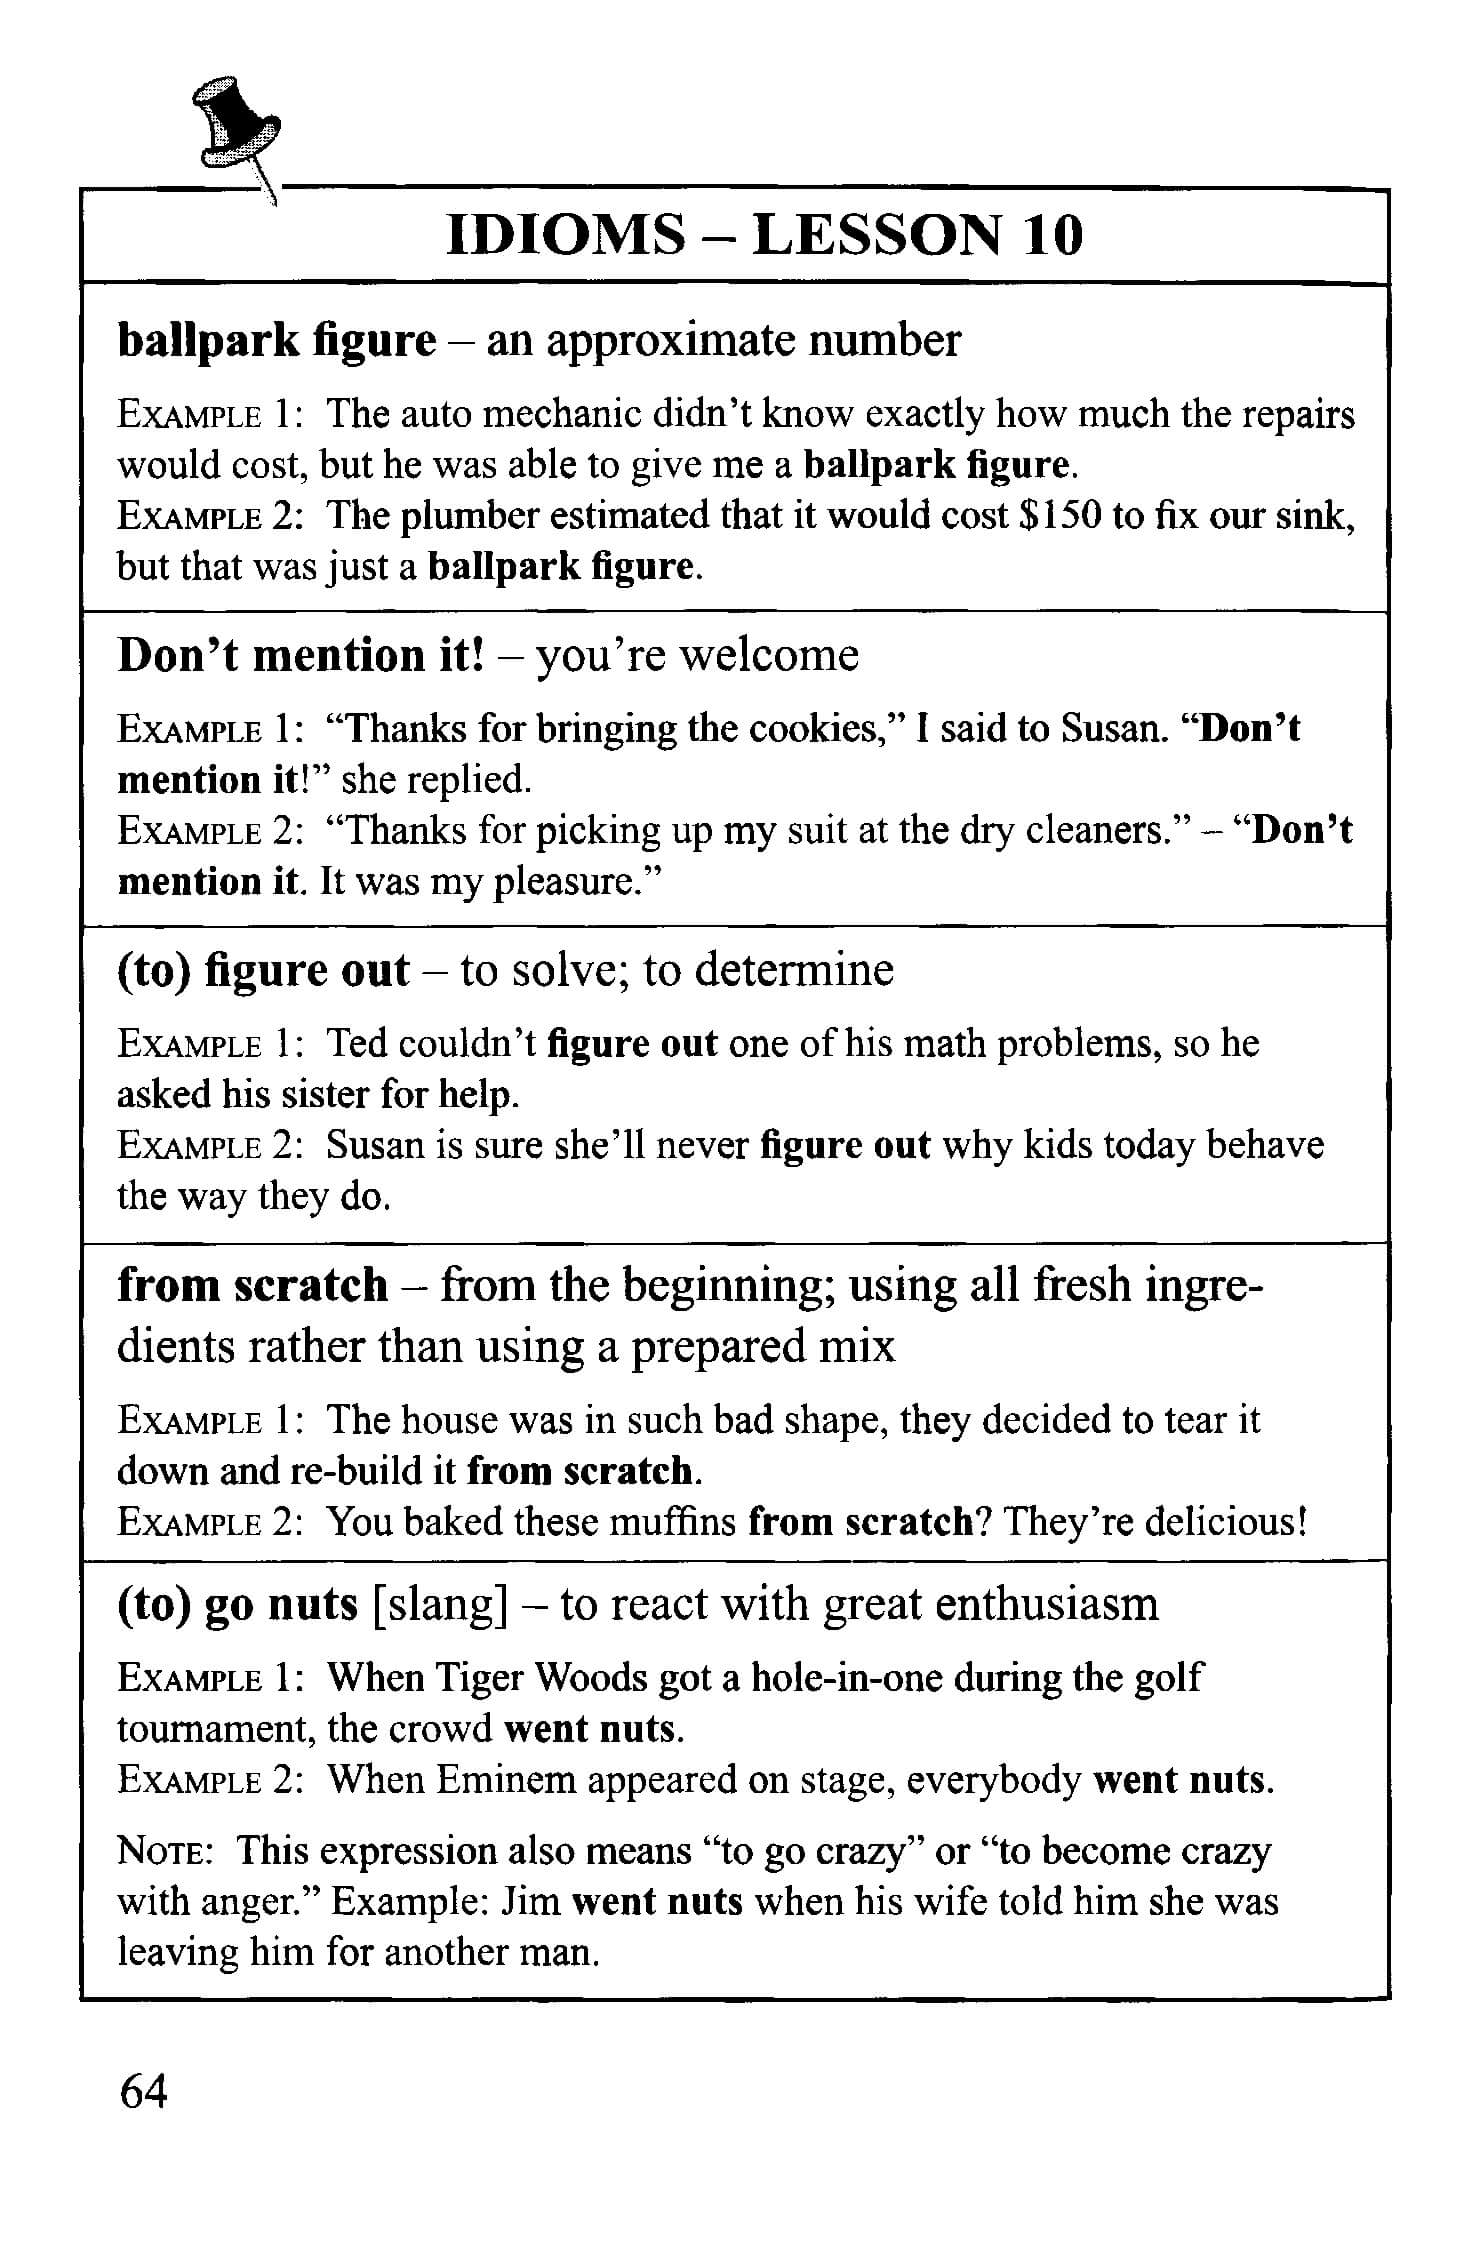 IDIOMS – LESSON 10
ballpark figure – an approximate number
EXAMPLE 1: The auto mechanic didn’t know exactly how much the repairs
would cost, but he was able to give me a ballpark figure.
EXAMPLE 2: The plumber estimated that it would cost $150 to fix our sink,
but that was just a ballpark figure.
Don’t mention it! – you’re welcome
EXAMPLE 1: “Thanks for bringing the cookies,” I said to Susan. “Don’t
mention it!” she replied.
EXAMPLE 2: “Thanks for picking up my suit at the dry cleaners.” – “Don’t
mention it. It was my pleasure.”
(to) figure out – to solve; to determine
EXAMPLE 1: Ted couldn’t figure out one of his math problems, so he
asked his sister for help.
EXAMPLE 2: Susan is sure she’ll never figure out why kids today behave
the way they do.
from scratch – from the beginning; using all fresh ingre-
dients rather than using a prepared mix
EXAMPLE 1: The house was in such bad shape, they decided to tear it
down and re-build it from scratch.
EXAMPLE 2: You baked these muffins from scratch? They’re delicious!
(to) go nuts [slang] – to react with great enthusiasm
EXAMPLE 1: When Tiger Woods got a hole-in-one during the golf
tournament, the crowd went nuts.
EXAMPLE 2: When Eminem appeared on stage, everybody went nuts.
NOTE: This expression also means “to go crazy” or “to become crazy
with anger.” Example: Jim went nuts when his wife told him she was
leaving him for another man.
64